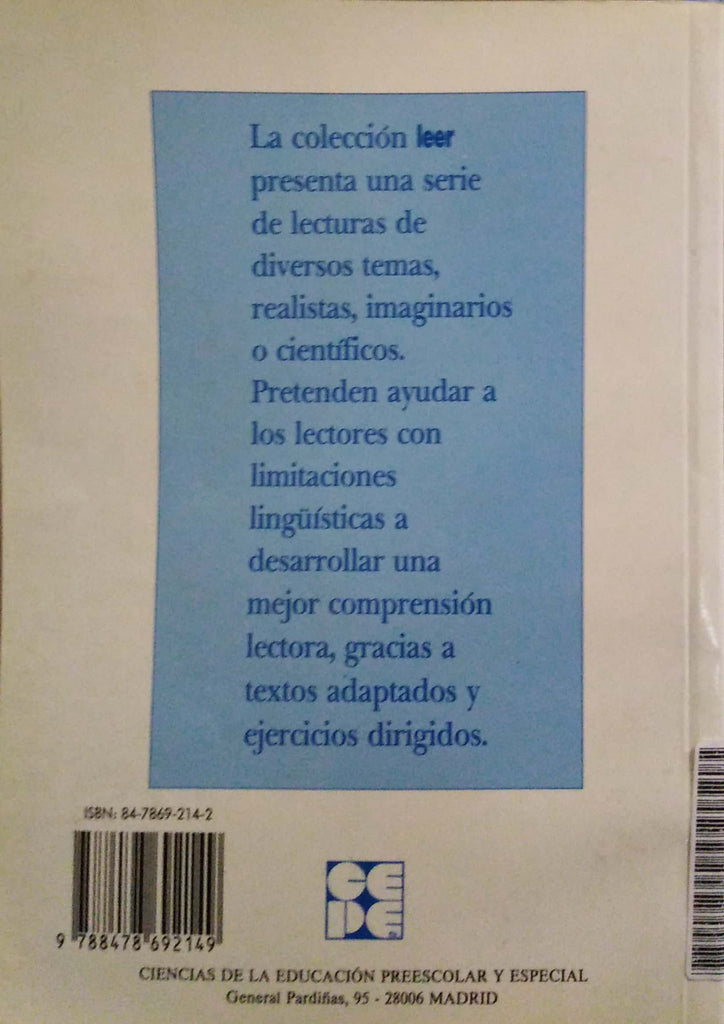 La colección leer
presenta una serie
de lecturas de
diversos temas,
realistas, imaginarios
o científicos.
Pretenden ayudar a
los lectores con
limitaciones
lingüísticas a
desarrollar una
mejor comprensión
lectora, gracias a
textos adaptados y
ejercicios dirigidos.
ISBN: 84-7869-214-2
9 788478 692149
CEPE
CIENCIAS DE LA EDUCACIÓN PREESCOLAR Y ESPECIAL
General Pardiñas, 95 - 28006 MADRID